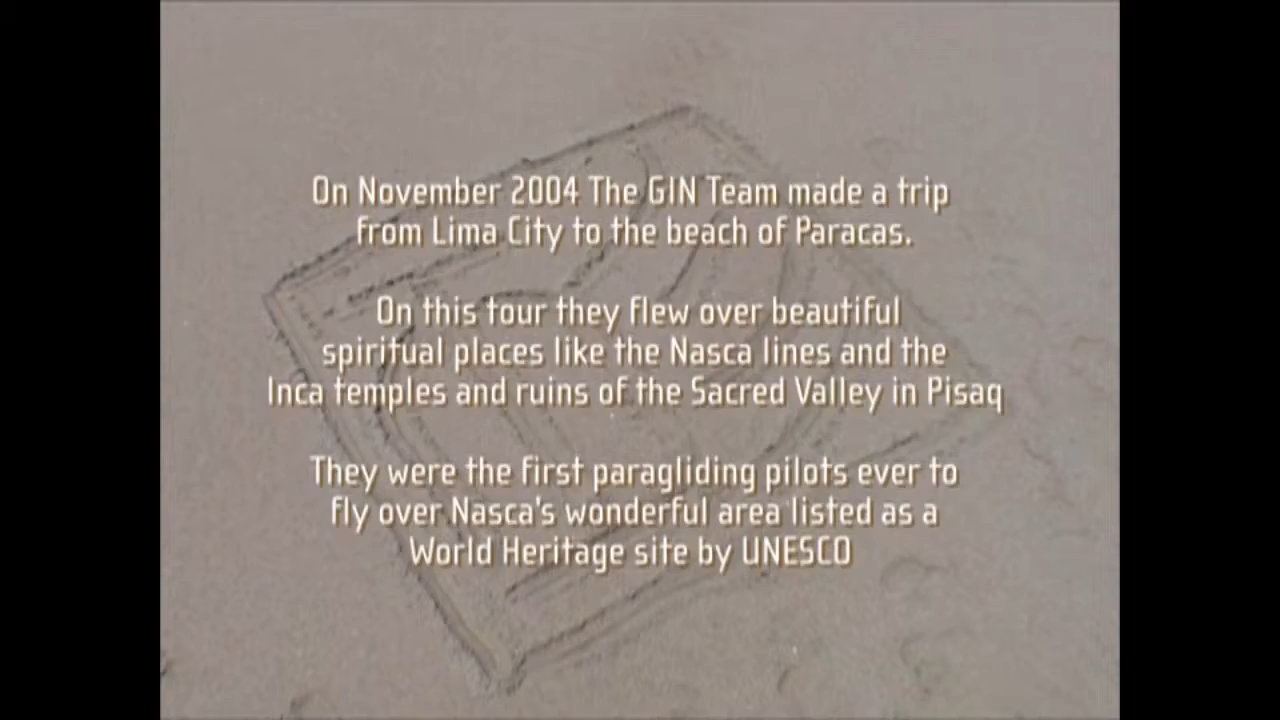 On November 2004 The GIN Team made a trip
from Lima City to the beach of Paracas.
On this tour they flew over beautiful
spiritual places like the Nasca lines and the
Inca temples and ruins of the Sacred Valley in Pisaq
They were the first paragliding pilots ever to
fly over Nasca's wonderful area listed as a
World Heritage site by UNESCO